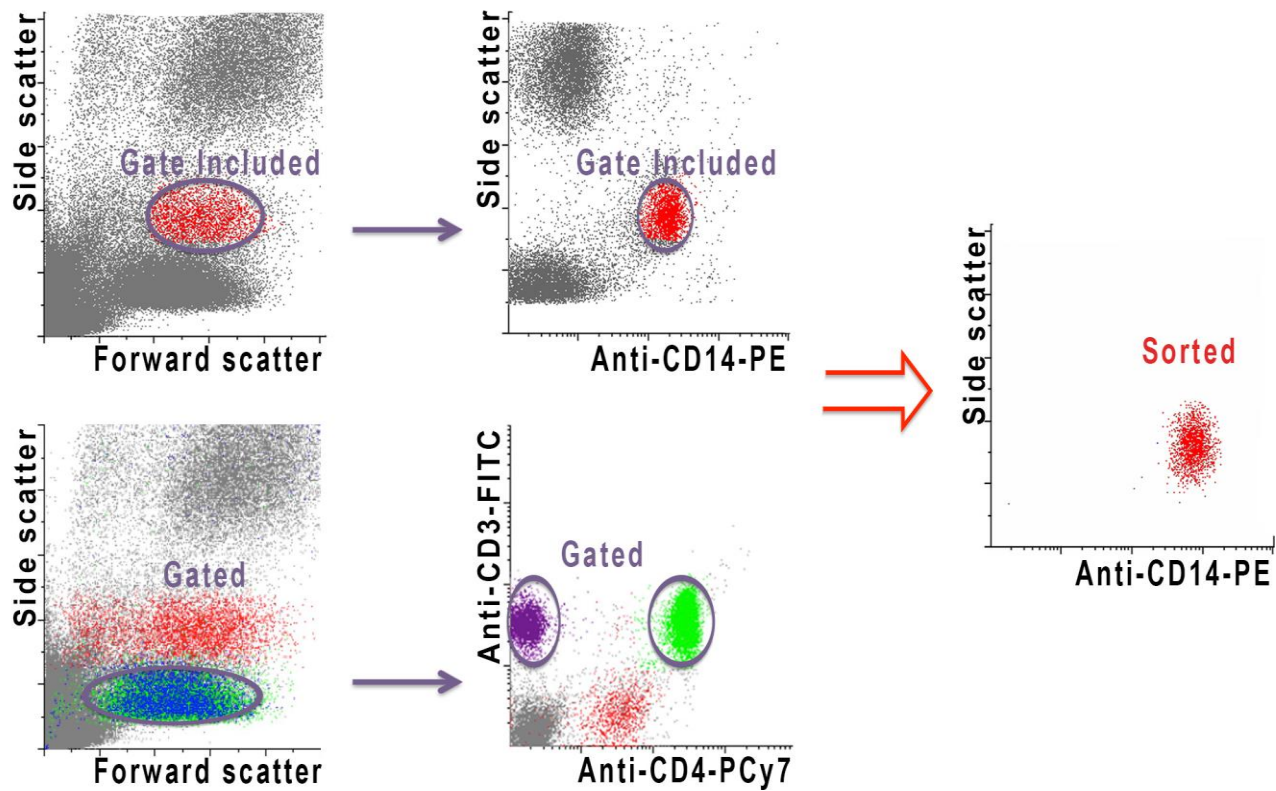 Side scatter
Gate Included
Forward scatter
Side scatter
Gate Included
Anti-CD14-PE
Side scatter
Gated
Forward scatter
Anti-CD3-FITC
Gated
Anti-CD4-PCy7
Side scatter
Sorted
Anti-CD14-PE